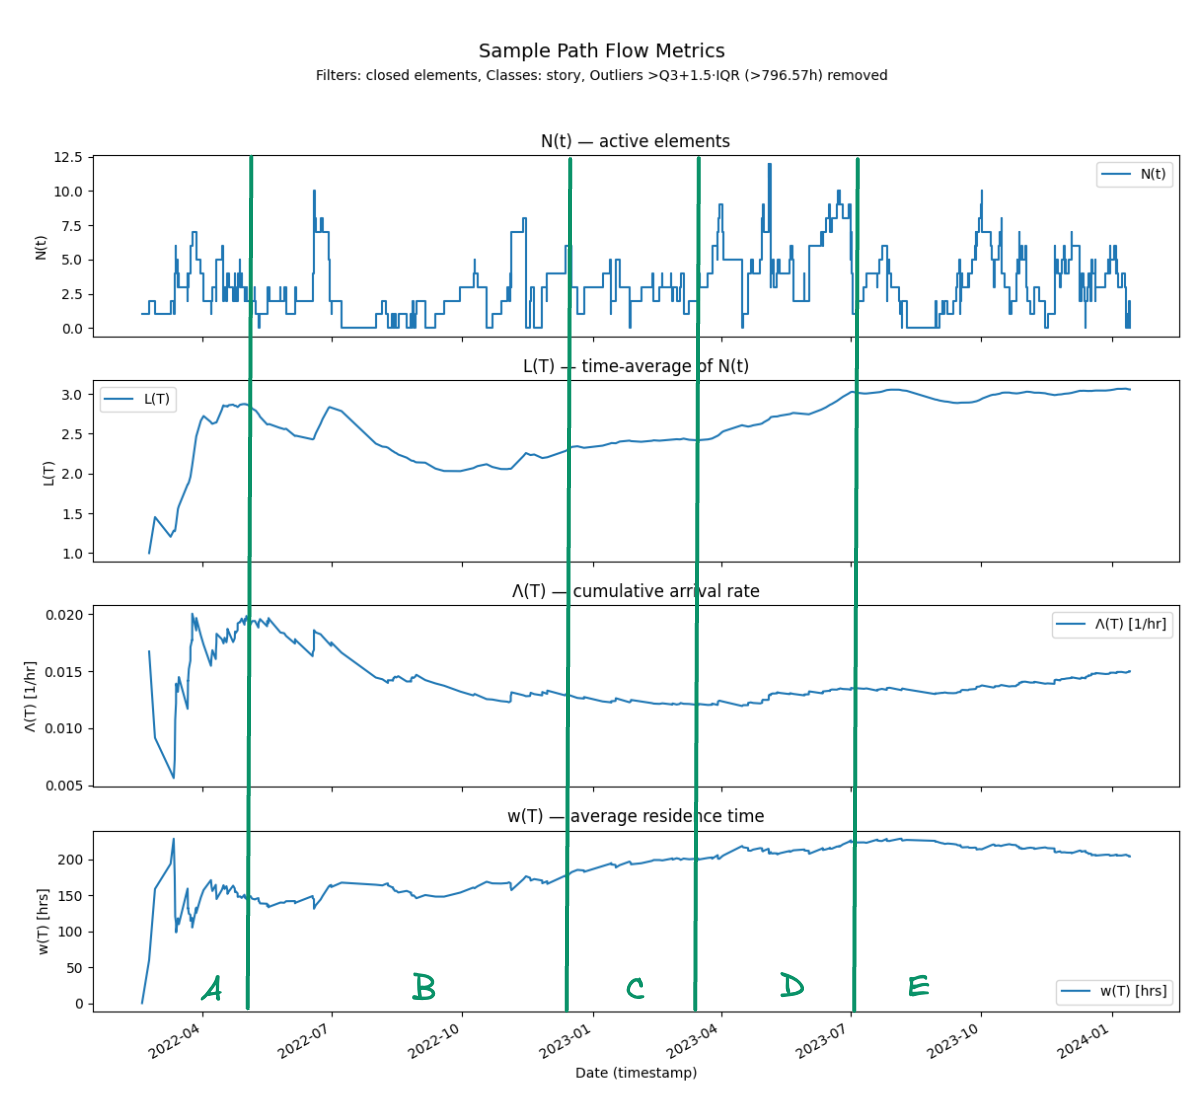 Sample Path Flow Metrics
Filters: closed elements, Classes: story, Outliers >Q3+1.5·IQR (>796.57h) removed
N(t) — active elements
12.5
10.0
7.5
5.0
2.5
0.0
N(t)
N(t)
L(T) — time-average of N(t)
3.0
2.5
2.0
1.5
1.0
L(T)
L(T)
Λ(T) — cumulative arrival rate
0.020
0.015
0.010
0.005
Λ(T) [1/hr]
Λ(T) [1/hr]
w(T) — average residence time
200
150
100
50
0
w(T) [hrs]
A
B
C
D
E
w(T) [hrs]
2022-04
2022-07
2022-10
2023-01
2023-04
2023-07
2023-10
2024-01
Date (timestamp)